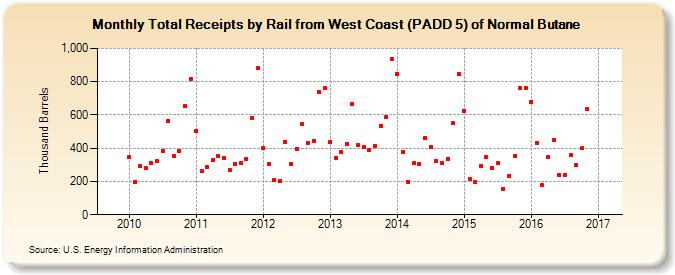 Monthly Total Receipts by Rail from West Coast (PADD 5) of Normal Butane
Thousand Barrels
1,000
800
600
400
200
0
2010 2011 2012 2013 2014 2015 2016 2017
Source: U.S. Energy Information Administration